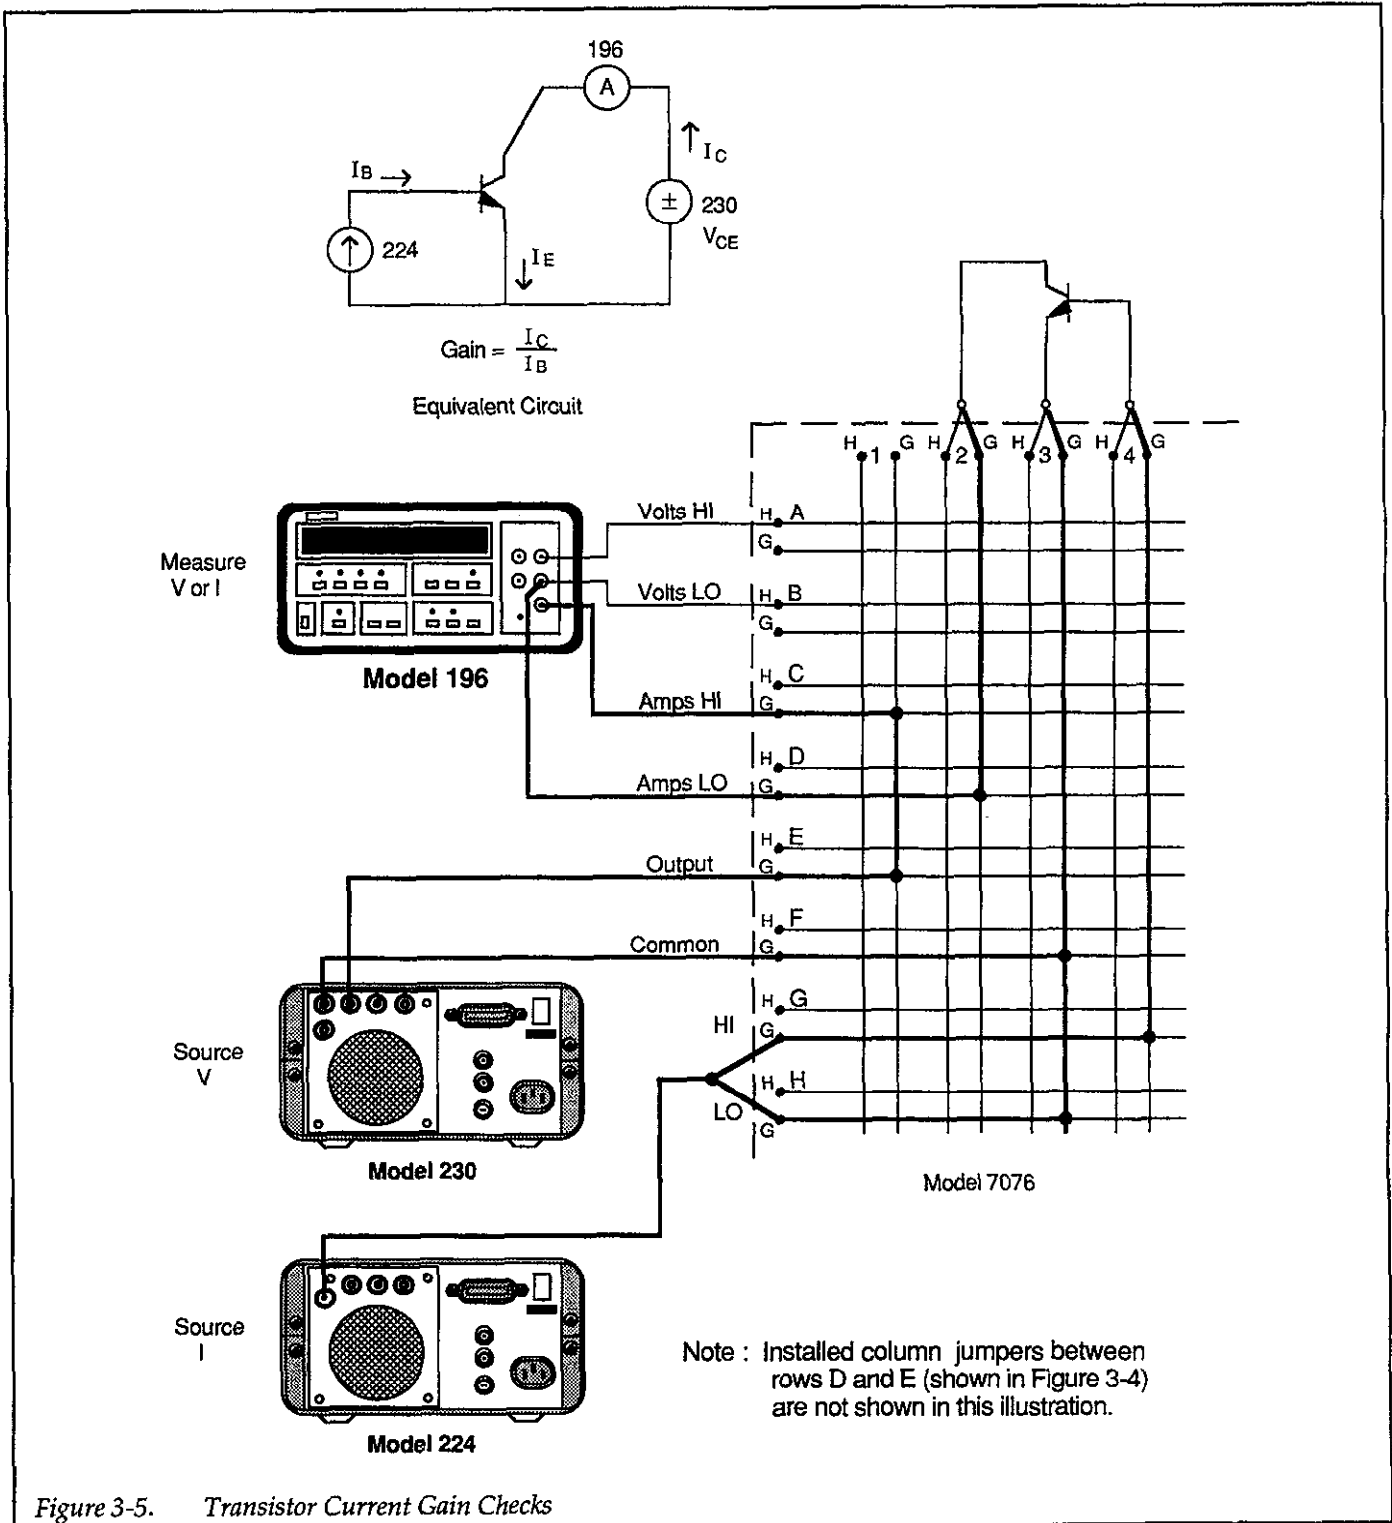 196
A
IC
IB
±
230
VCE
224
IE
Gain = IC
IB
Equivalent Circuit
H 1 G H 2 G H 3 G H 4 G
Measure
V or I
Model 196
Volts HI
H A
G
Volts LO
H B
G
H C
Amps HI
G
H D
Amps LO
G
H E
Output
G
H F
Common
G
H G
HI
G
H H
LO
G
Source
V
Model 230
Model 7076
Source
I
Model 224
Note : Installed column jumpers between
rows D and E (shown in Figure 3-4)
are not shown in this illustration.
Figure 3-5. Transistor Current Gain Checks